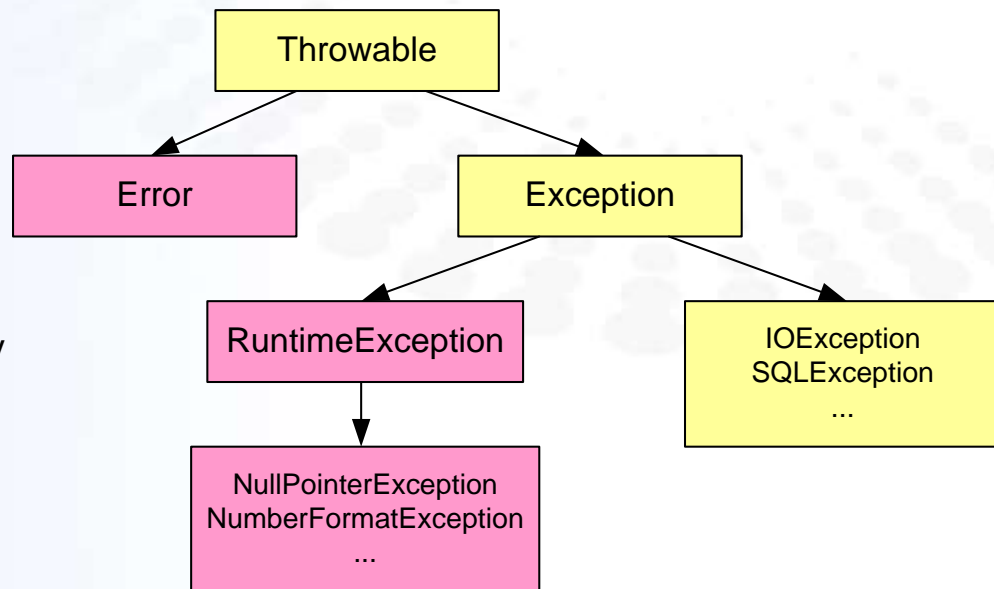 Throwable
Error
Exception
RuntimeException
IOException
SQLException
...
NullPointerException
NumberFormatException
...